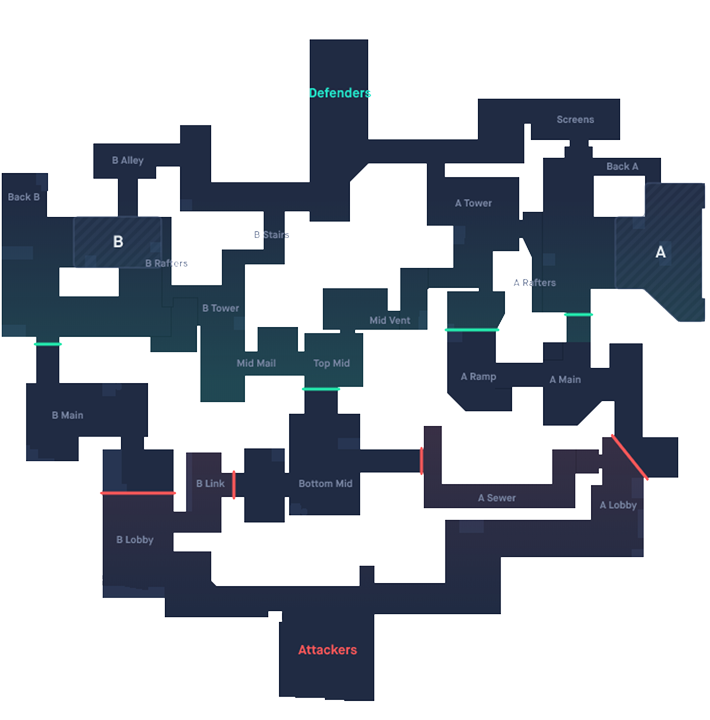 Defenders
Screens
B Alley
Back A
Back B
A Tower
B Stairs
B
A
B Rafters
A Rafters
B Tower
Mid Vent
Mid Mail
Top Mid
A Ramp
A Main
B Main
B Link
Bottom Mid
A Sewer
A Lobby
B Lobby
Attackers